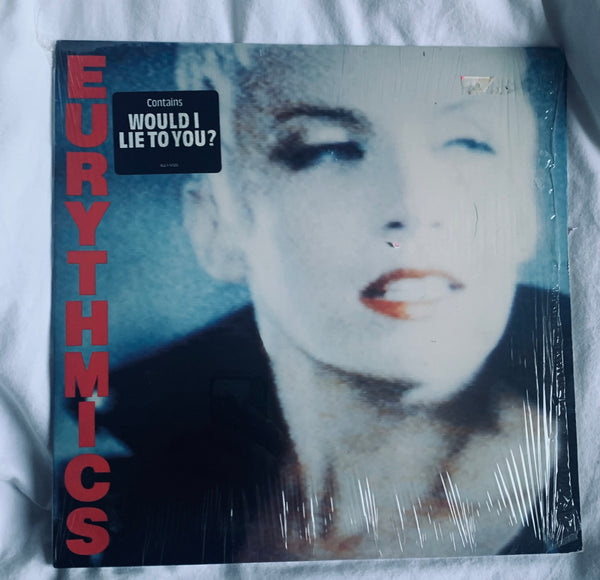 EURYTHMICS
Contains
WOULD I
LIE TO YOU?